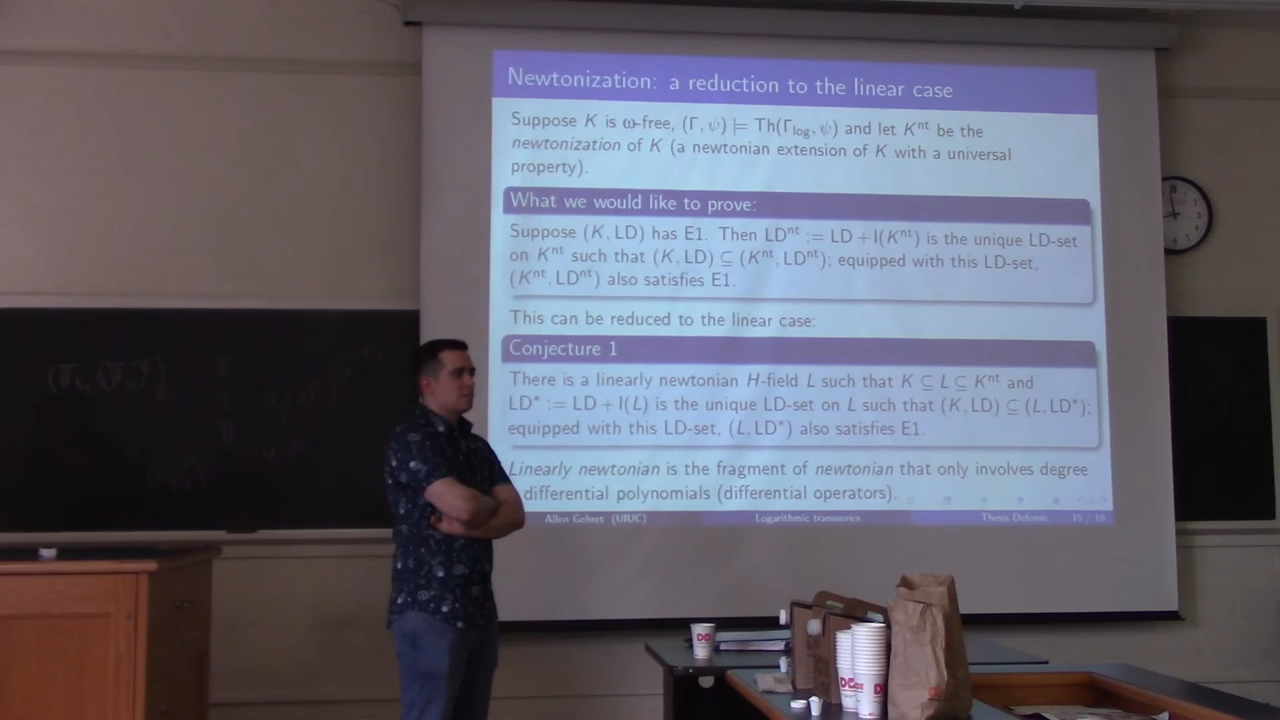 Newtonization: a reduction to the linear case
Suppose K is ω-free, (Γ, ψ) ⊨ Th(Γlog, ψ) and let Kⁿᵗ be the
newtonization of K (a newtonian extension of K with a universal
property).
What we would like to prove:
Suppose (K, LD) has E1. Then LDⁿᵗ := LD + I(Kⁿᵗ) is the unique LD-set
on Kⁿᵗ such that (K, LD) ⊆ (Kⁿᵗ, LDⁿᵗ); equipped with this LD-set,
(Kⁿᵗ, LDⁿᵗ) also satisfies E1.
This can be reduced to the linear case:
Conjecture 1
There is a linearly newtonian H-field L such that K ⊆ L ⊆ Kⁿᵗ and
LD* := LD + I(L) is the unique LD-set on L such that (K, LD) ⊆ (L, LD*);
equipped with this LD-set, (L, LD*) also satisfies E1.
Linearly newtonian is the fragment of newtonian that only involves degree
differential polynomials (differential operators).
Allen Gehret (UIUC) Logarithmic transseries Thesis Defense 15 / 16